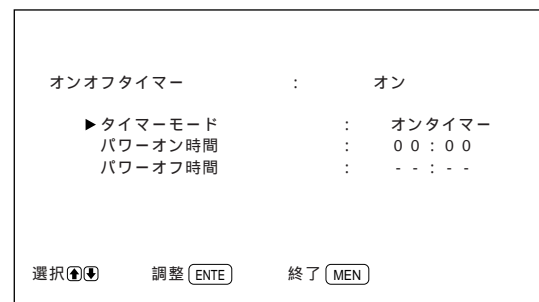 オンオフタイマー : オン
▶タイマーモード : オンタイマー
パワーオン時間 : 00:00
パワーオフ時間 : --:--
選択 調整 ENTE 終了 MEN